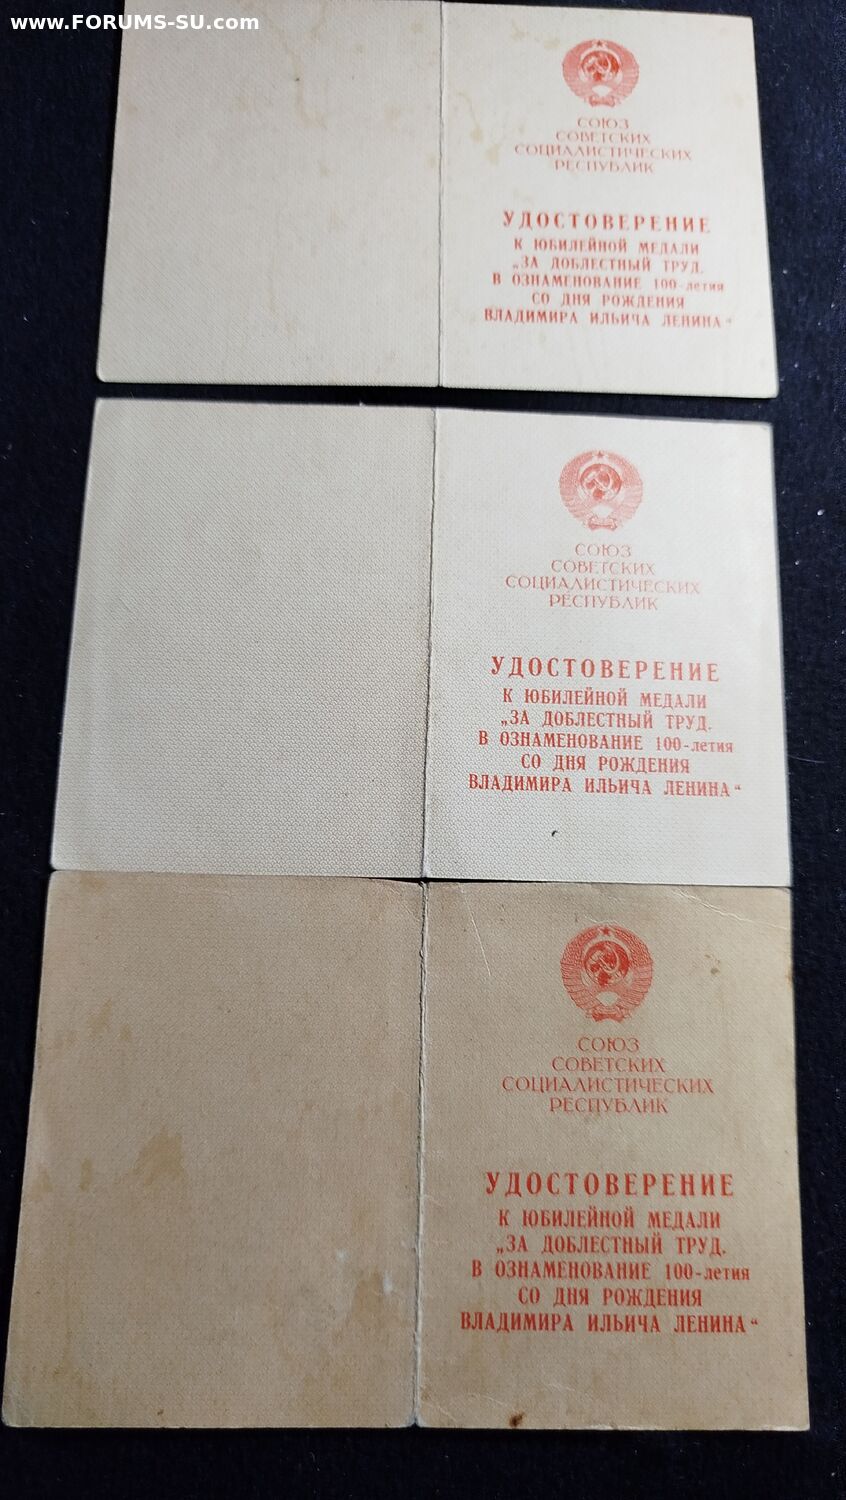 www.FORUMS-SU.com
СОЮЗ
СОВЕТСКИХ
СОЦИАЛИСТИЧЕСКИХ
РЕСПУБЛИК
УДОСТОВЕРЕНИЕ
К ЮБИЛЕЙНОЙ МЕДАЛИ
„ЗА ДОБЛЕСТНЫЙ ТРУД.
В ОЗНАМЕНОВАНИЕ 100-летия
СО ДНЯ РОЖДЕНИЯ
ВЛАДИМИРА ИЛЬИЧА ЛЕНИНА“
СОЮЗ
СОВЕТСКИХ
СОЦИАЛИСТИЧЕСКИХ
РЕСПУБЛИК
УДОСТОВЕРЕНИЕ
К ЮБИЛЕЙНОЙ МЕДАЛИ
„ЗА ДОБЛЕСТНЫЙ ТРУД.
В ОЗНАМЕНОВАНИЕ 100-летия
СО ДНЯ РОЖДЕНИЯ
ВЛАДИМИРА ИЛЬИЧА ЛЕНИНА“
СОЮЗ
СОВЕТСКИХ
СОЦИАЛИСТИЧЕСКИХ
РЕСПУБЛИК
УДОСТОВЕРЕНИЕ
К ЮБИЛЕЙНОЙ МЕДАЛИ
„ЗА ДОБЛЕСТНЫЙ ТРУД.
В ОЗНАМЕНОВАНИЕ 100-летия
СО ДНЯ РОЖДЕНИЯ
ВЛАДИМИРА ИЛЬИЧА ЛЕНИНА“